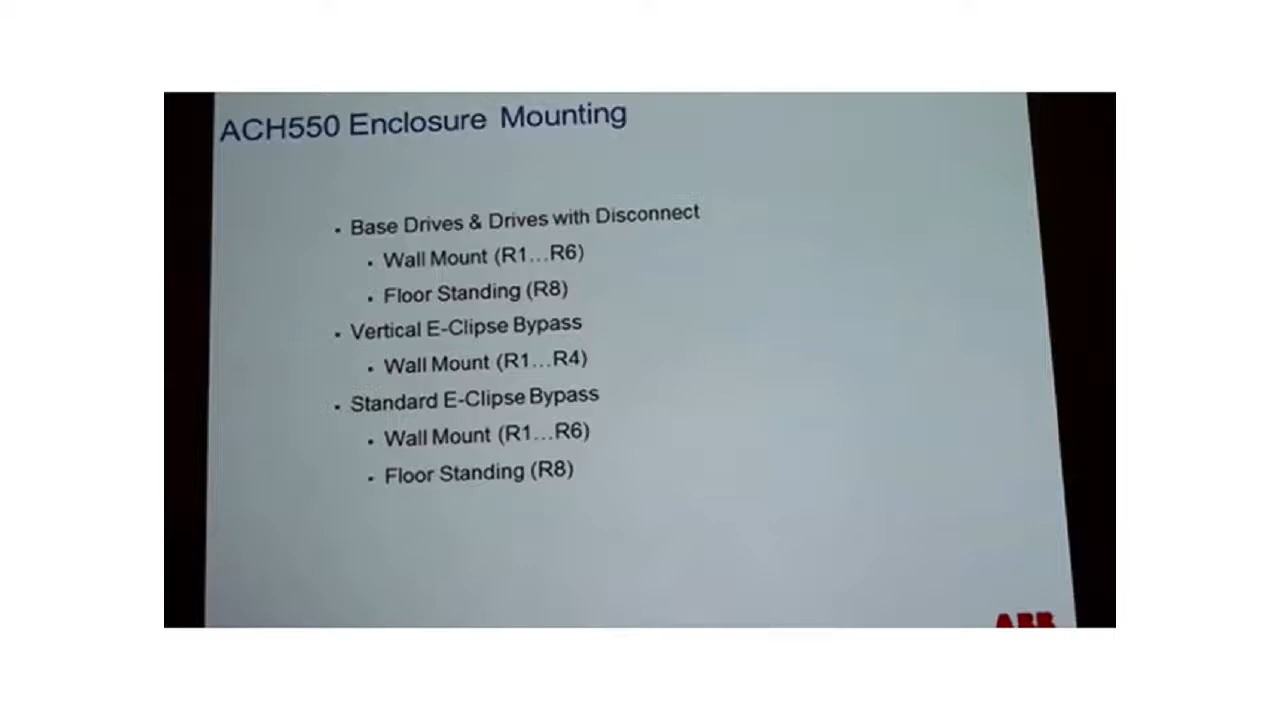 ACH550 Enclosure Mounting
• Base Drives & Drives with Disconnect
• Wall Mount (R1...R6)
• Floor Standing (R8)
• Vertical E-Clipse Bypass
• Wall Mount (R1...R4)
• Standard E-Clipse Bypass
• Wall Mount (R1...R6)
• Floor Standing (R8)
ABB